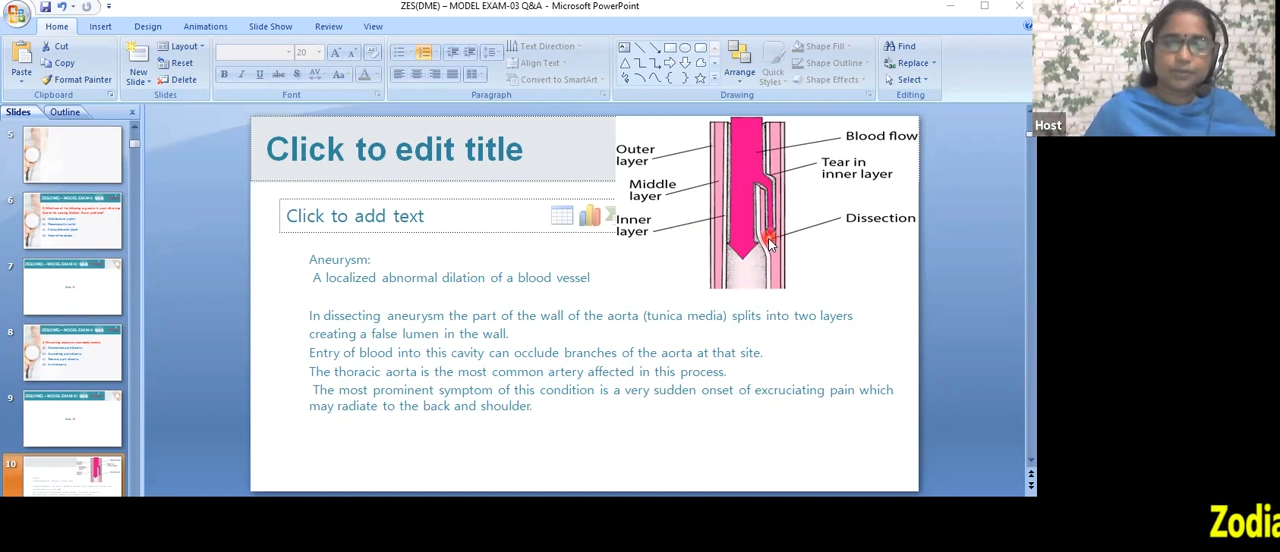 ZES(DME) – MODEL EXAM-03 Q&A - Microsoft PowerPoint
Home Insert Design Animations Slide Show Review View
Cut
Copy
Format Painter
Paste
Clipboard
New Slide
Layout
Reset
Delete
Slides
20
Font
Text Direction
Align Text
Convert to SmartArt
Paragraph
Arrange
Quick Styles
Shape Fill
Shape Outline
Shape Effects
Drawing
Find
Replace
Select
Editing
Slides Outline
5
6
7
8
9
10
Click to edit title
Click to add text
Outer layer
Middle layer
Inner layer
Blood flow
Tear in inner layer
Dissection
Aneurysm:
A localized abnormal dilation of a blood vessel
In dissecting aneurysm the part of the wall of the aorta (tunica media) splits into two layers
creating a false lumen in the wall.
Entry of blood into this cavity can occlude branches of the aorta at that site.
The thoracic aorta is the most common artery affected in this process.
The most prominent symptom of this condition is a very sudden onset of excruciating pain which
may radiate to the back and shoulder.
Host
Zodia